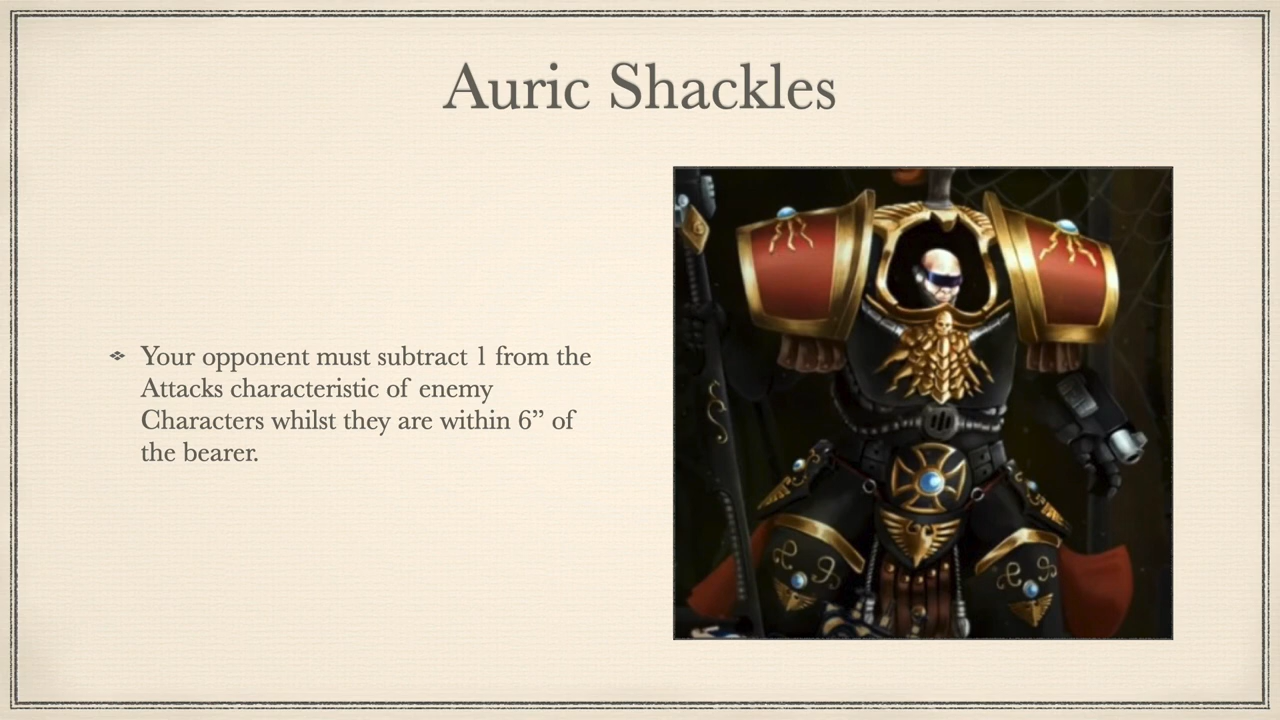 Auric Shackles
Your opponent must subtract 1 from the
Attacks characteristic of enemy
Characters whilst they are within 6” of
the bearer.